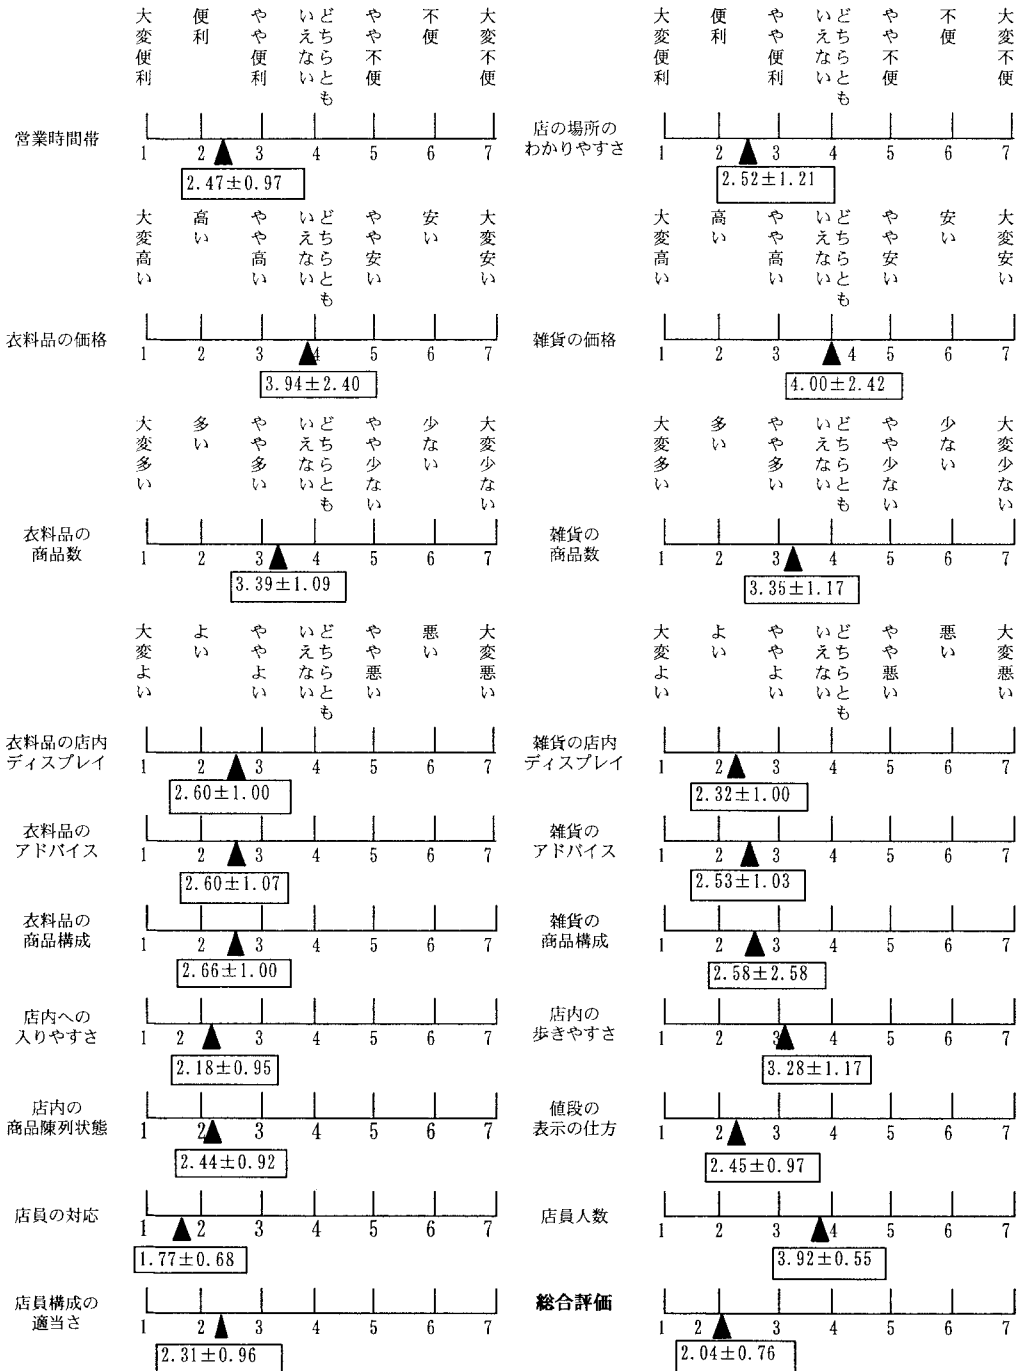 大変便利 便利 やや便利 どちらともいえない やや不便 不便 大変不便
大変便利 便利 やや便利 どちらともいえない やや不便 不便 大変不便
営業時間帯
1 2 3 4 5 6 7
2.47±0.97
店の場所の
わかりやすさ
1 2 3 4 5 6 7
2.52±1.21
大変高い 高い やや高い どちらともいえない やや安い 安い 大変安い
大変高い 高い やや高い どちらともいえない やや安い 安い 大変安い
衣料品の価格
1 2 3 4 5 6 7
3.94±2.40
雑貨の価格
1 2 3 4 5 6 7
4.00±2.42
大変多い 多い やや多い どちらともいえない やや少ない 少ない 大変少ない
大変多い 多い やや多い どちらともいえない やや少ない 少ない 大変少ない
衣料品の
商品数
1 2 3 4 5 6 7
3.39±1.09
雑貨の
商品数
1 2 3 4 5 6 7
3.35±1.17
大変よい よい ややよい どちらともいえない やや悪い 悪い 大変悪い
大変よい よい ややよい どちらともいえない やや悪い 悪い 大変悪い
衣料品の店内
ディスプレイ
1 2 3 4 5 6 7
2.60±1.00
雑貨の店内
ディスプレイ
1 2 3 4 5 6 7
2.32±1.00
衣料品の
アドバイス
1 2 3 4 5 6 7
2.60±1.07
雑貨の
アドバイス
1 2 3 4 5 6 7
2.53±1.03
衣料品の
商品構成
1 2 3 4 5 6 7
2.66±1.00
雑貨の
商品構成
1 2 3 4 5 6 7
2.58±2.58
店内への
入りやすさ
1 2 3 4 5 6 7
2.18±0.95
店内の
歩きやすさ
1 2 3 4 5 6 7
3.28±1.17
店内の
商品陳列状態
1 2 3 4 5 6 7
2.44±0.92
値段の
表示の仕方
1 2 3 4 5 6 7
2.45±0.97
店員の対応
1 2 3 4 5 6 7
1.77±0.68
店員人数
1 2 3 4 5 6 7
3.92±0.55
店員構成の
適当さ
1 2 3 4 5 6 7
2.31±0.96
総合評価
1 2 3 4 5 6 7
2.04±0.76